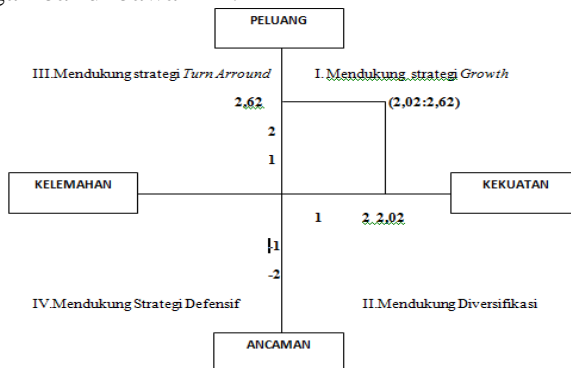 PELUANG
III.Mendukung strategi Turn Arround
I. Mendukung strategi Growth
2,62
(2,02:2,62)
2
1
KELEMAHAN
KEKUATAN
1
2 2,02
-1
-2
IV.Mendukung Strategi Defensif
II.Mendukung Diversifikasi
ANCAMAN